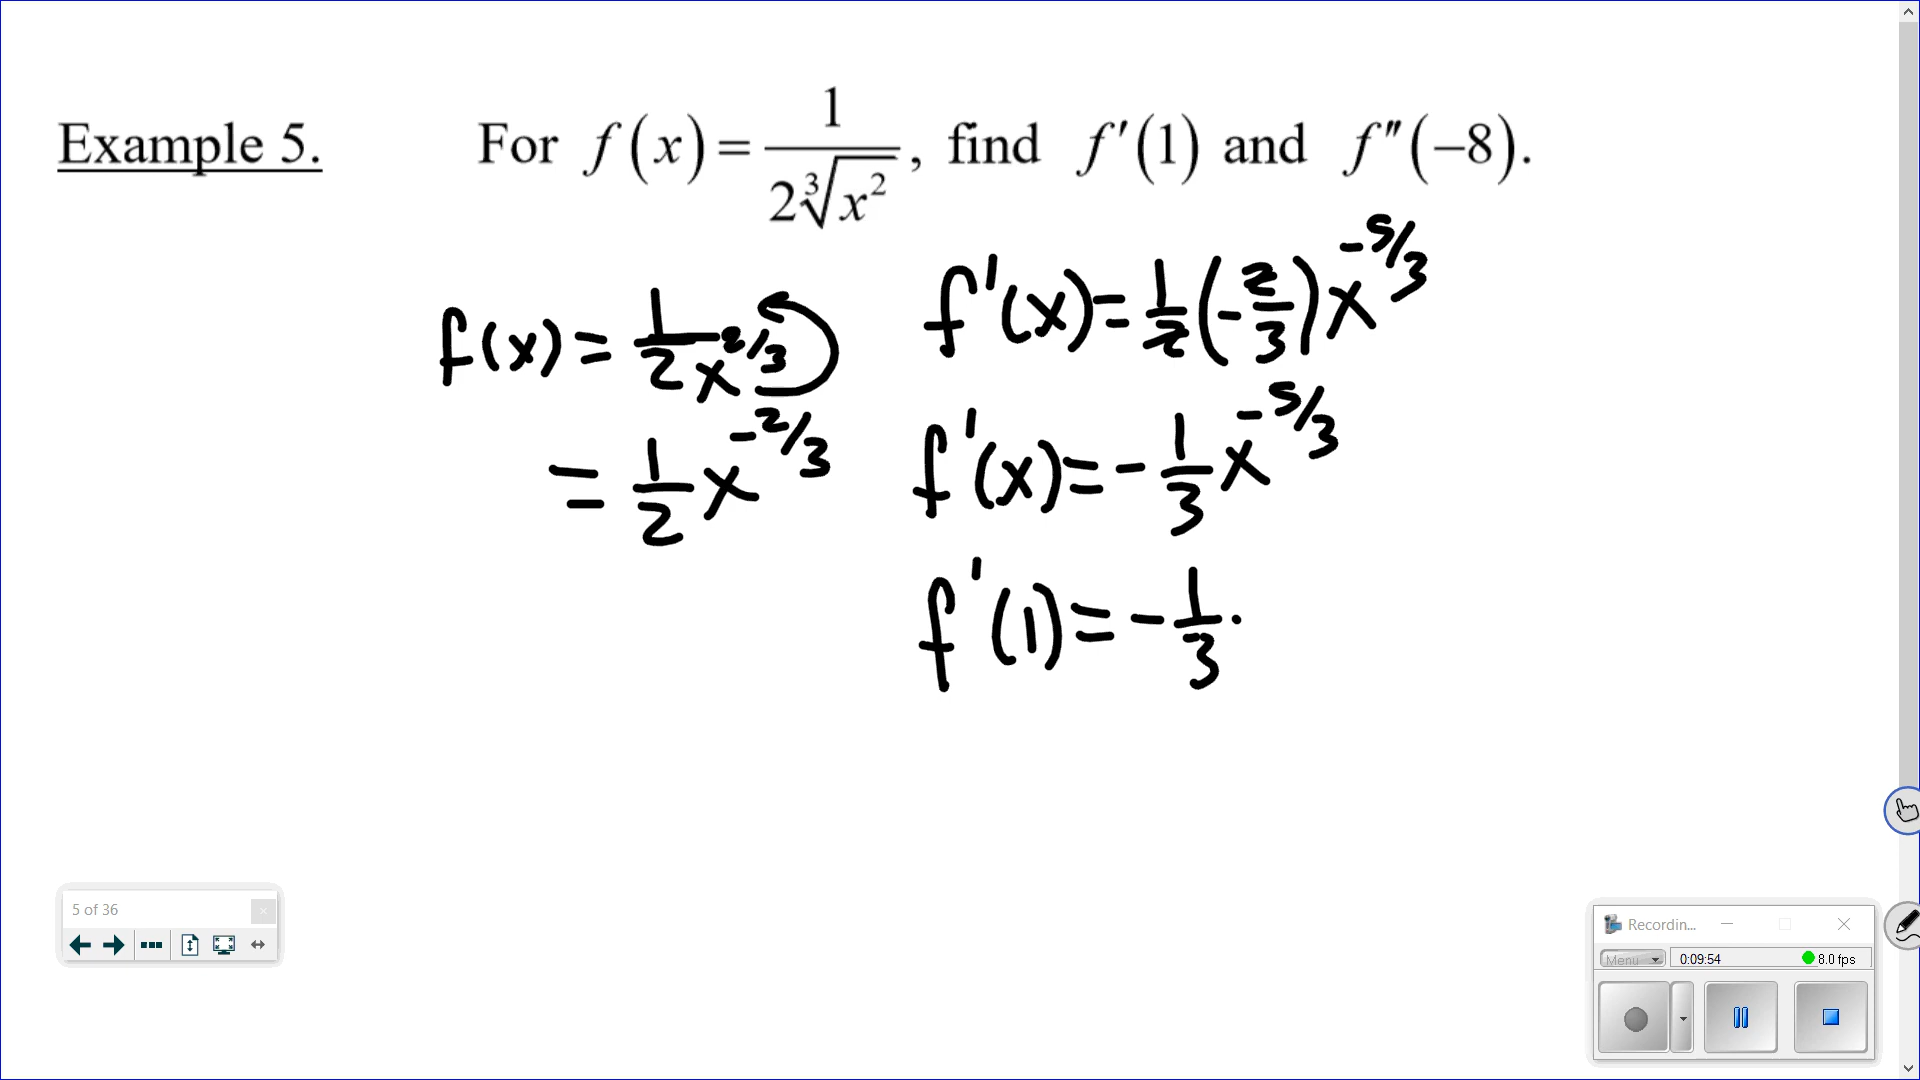 Example 5. For f(x) = 1/(2∛x²), find f′(1) and f″(−8).
f(x) = 1/(2x^(2/3))
= 1/2 x^(-2/3)
f'(x) = 1/2 (-2/3) x^(-5/3)
f'(x) = -1/3 x^(-5/3)
f'(1) = -1/3 ·
5 of 36
Recordin...
Menu 0:09:54 8.0 fps